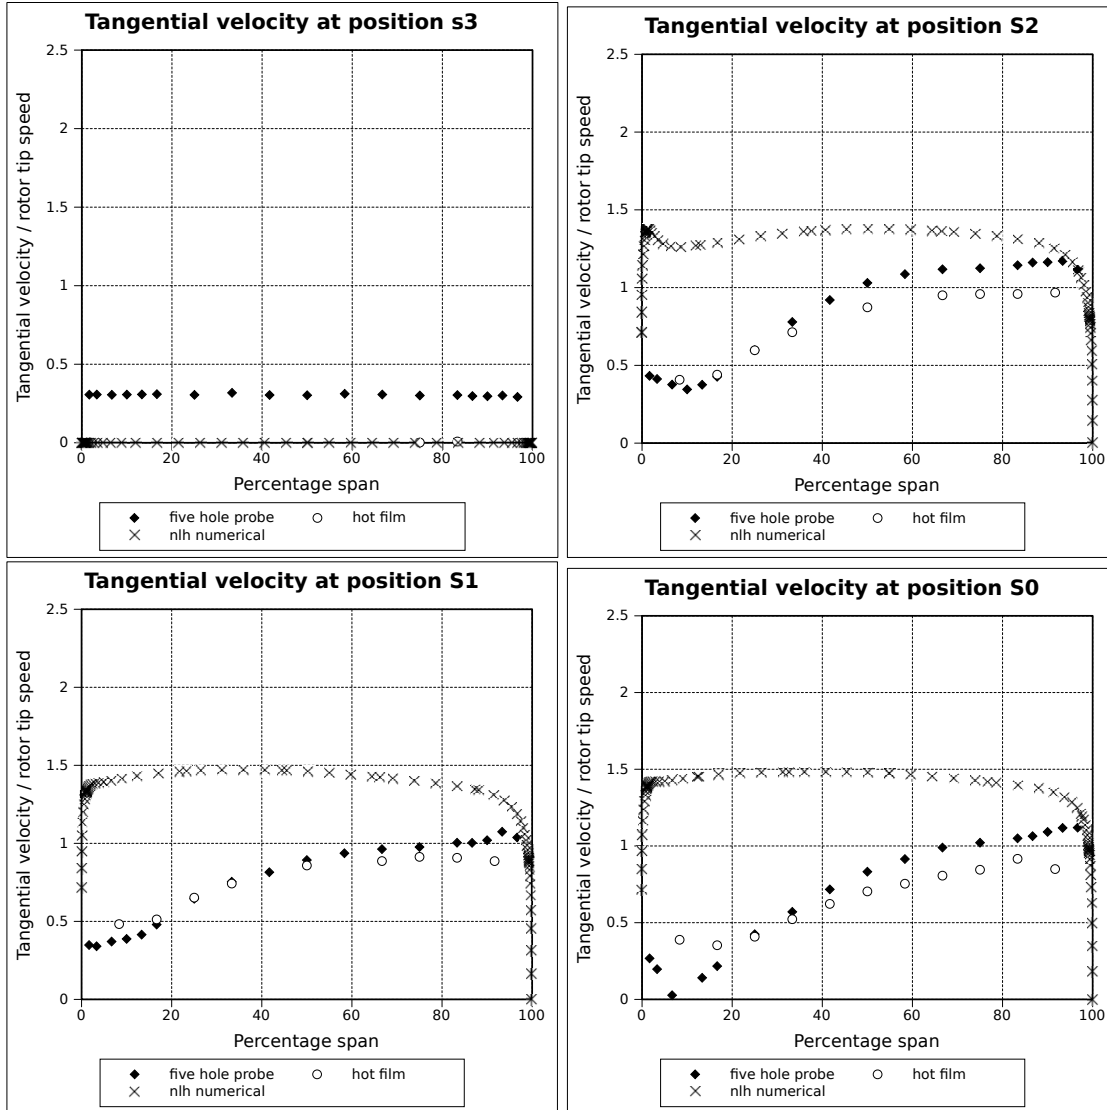 Tangential velocity at position s3
Tangential velocity / rotor tip speed
2.5
2
1.5
1
0.5
0
0 20 40 60 80 100
Percentage span
five hole probe hot film
nlh numerical
Tangential velocity at position S2
Tangential velocity / rotor tip speed
2.5
2
1.5
1
0.5
0
0 20 40 60 80 100
Percentage span
five hole probe hot film
nlh numerical
Tangential velocity at position S1
Tangential velocity / rotor tip speed
2.5
2
1.5
1
0.5
0
0 20 40 60 80 100
Percentage span
five hole probe hot film
nlh numerical
Tangential velocity at position S0
Tangential velocity / rotor tip speed
2.5
2
1.5
1
0.5
0
0 20 40 60 80 100
Percentage span
five hole probe hot film
nlh numerical